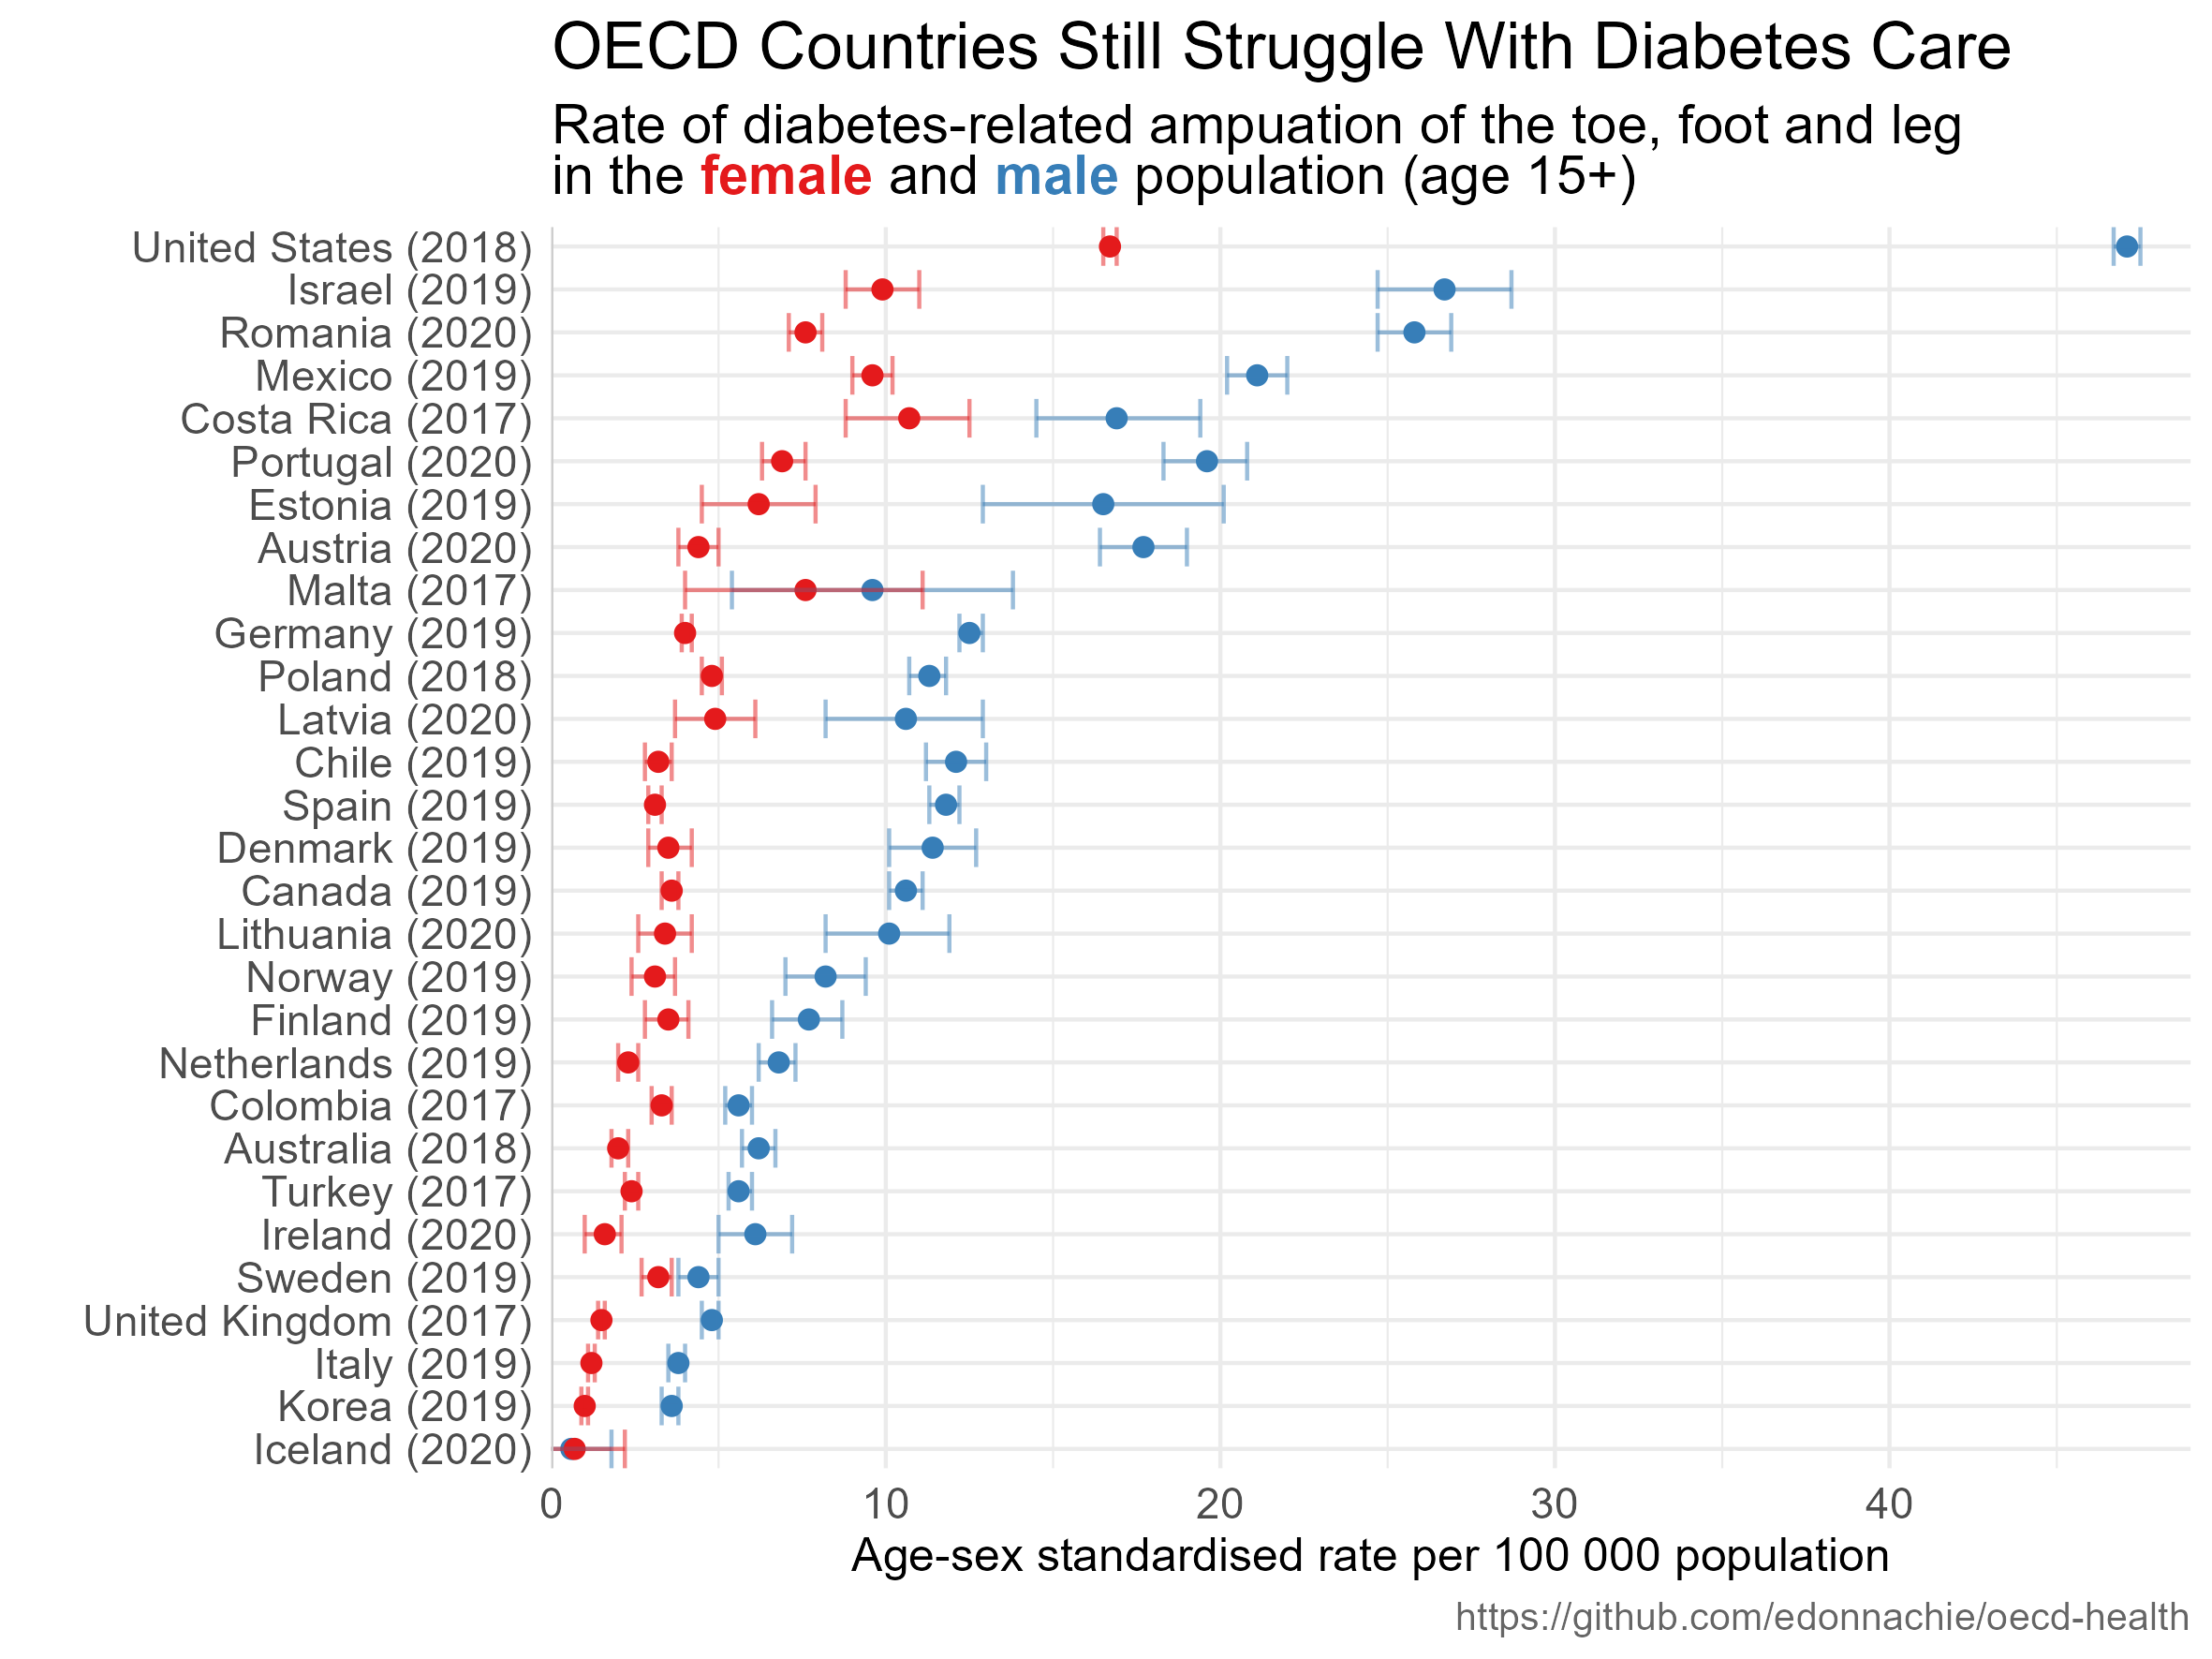 OECD Countries Still Struggle With Diabetes Care
Rate of diabetes-related ampuation of the toe, foot and leg
in the female and male population (age 15+)
United States (2018)
Israel (2019)
Romania (2020)
Mexico (2019)
Costa Rica (2017)
Portugal (2020)
Estonia (2019)
Austria (2020)
Malta (2017)
Germany (2019)
Poland (2018)
Latvia (2020)
Chile (2019)
Spain (2019)
Denmark (2019)
Canada (2019)
Lithuania (2020)
Norway (2019)
Finland (2019)
Netherlands (2019)
Colombia (2017)
Australia (2018)
Turkey (2017)
Ireland (2020)
Sweden (2019)
United Kingdom (2017)
Italy (2019)
Korea (2019)
Iceland (2020)
0 10 20 30 40
Age-sex standardised rate per 100 000 population
https://github.com/edonnachie/oecd-health